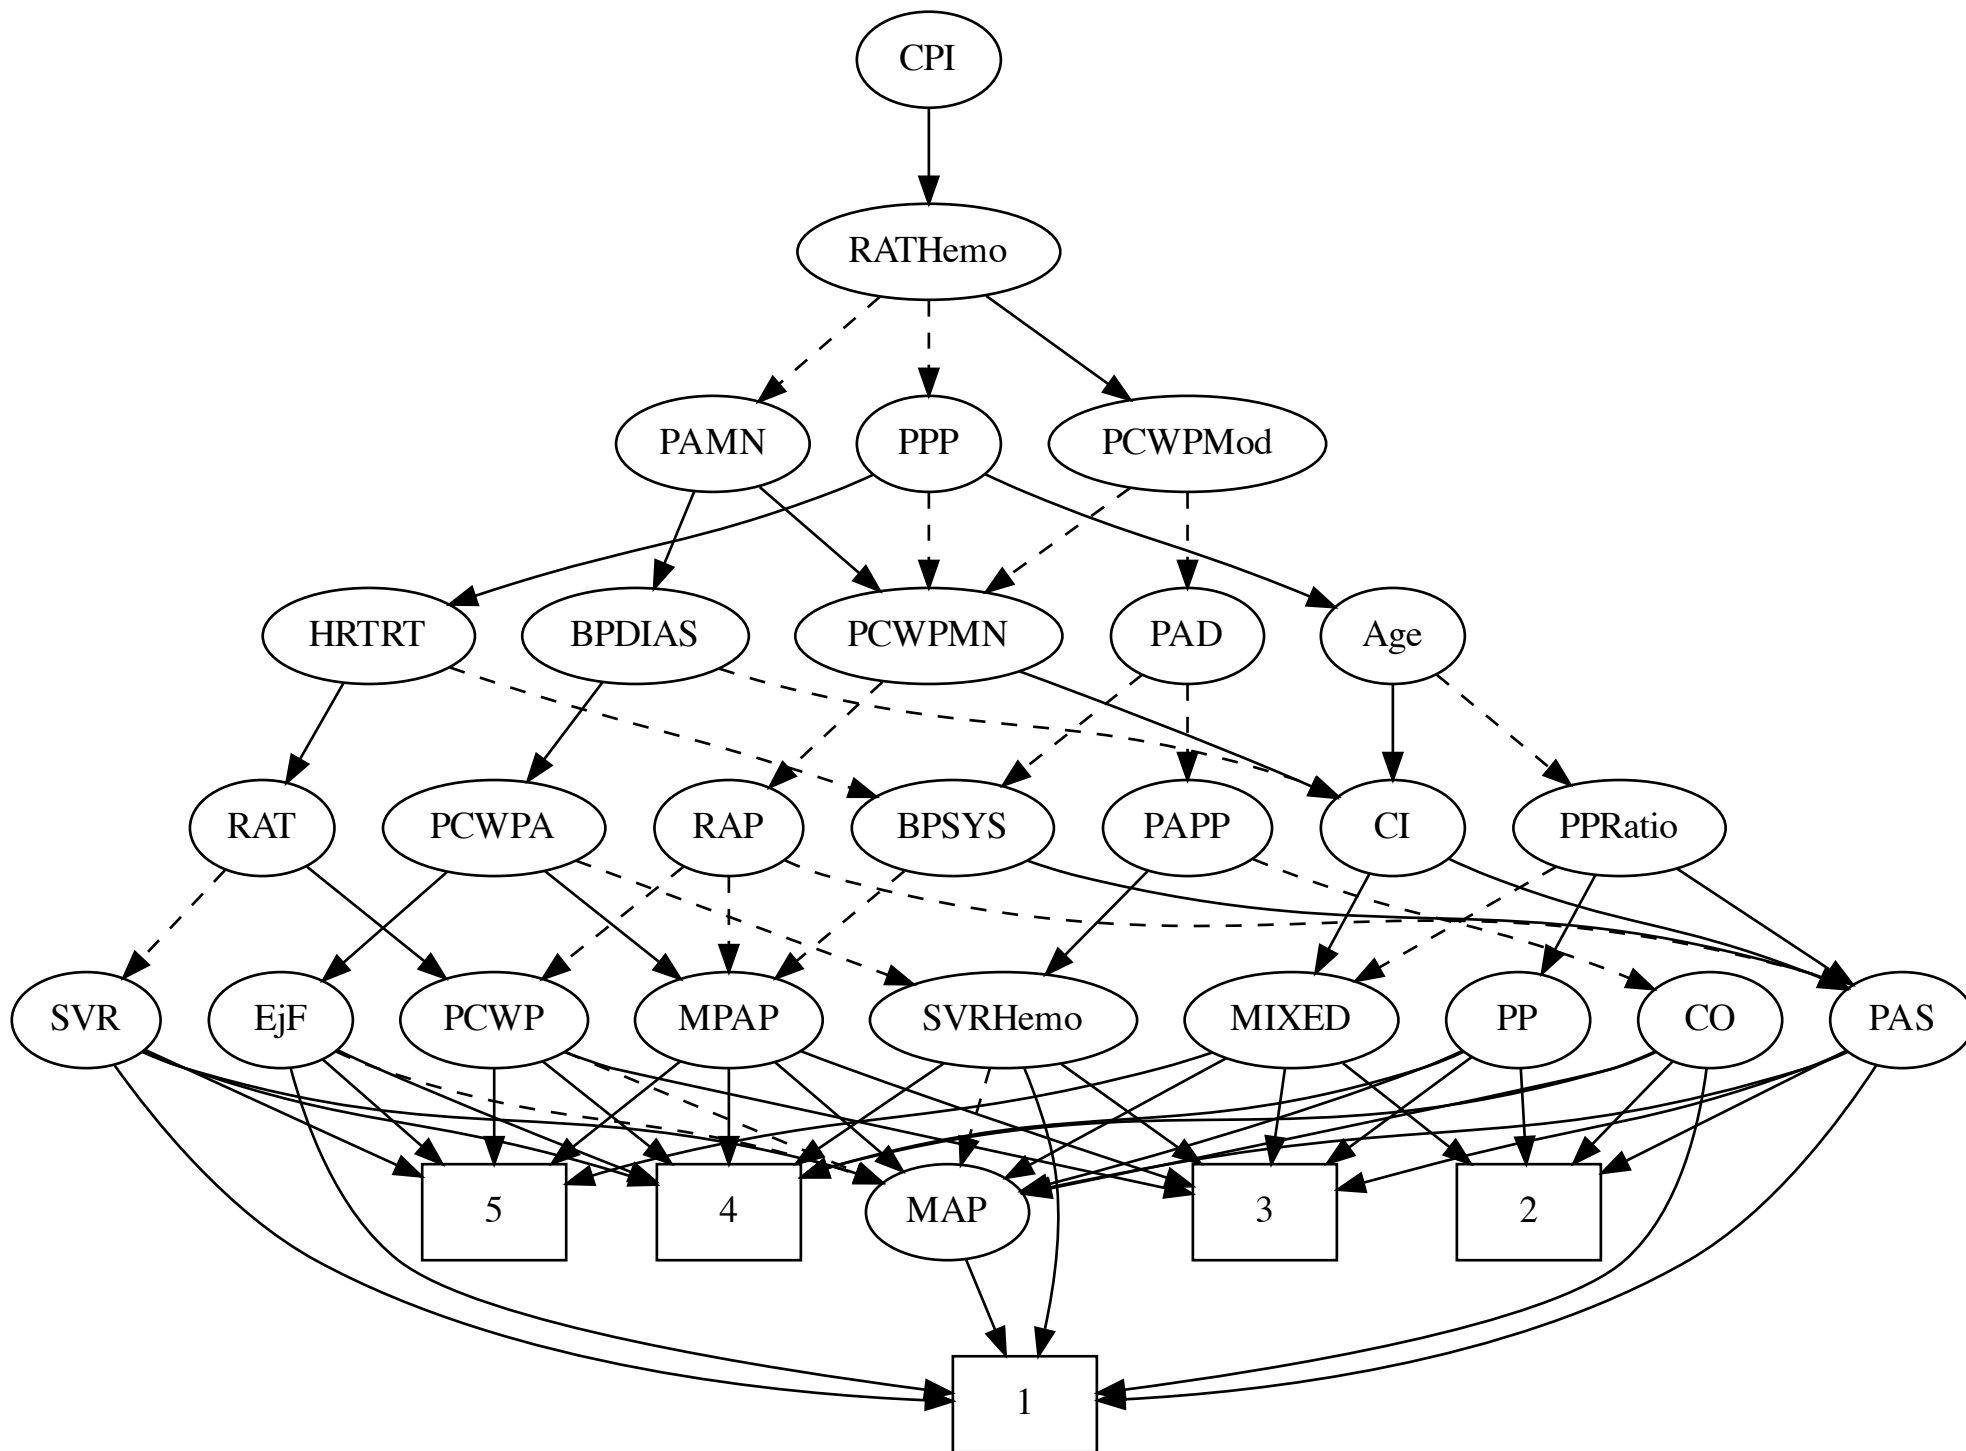 CPI
RATHemo
PAMN
PPP
PCWPMod
HRTRT
BPDIAS
PCWPMN
PAD
Age
RAT
PCWPA
RAP
BPSYS
PAPP
CI
PPRatio
SVR
EjF
PCWP
MPAP
SVRHemo
MIXED
PP
CO
PAS
5
4
MAP
3
2
1